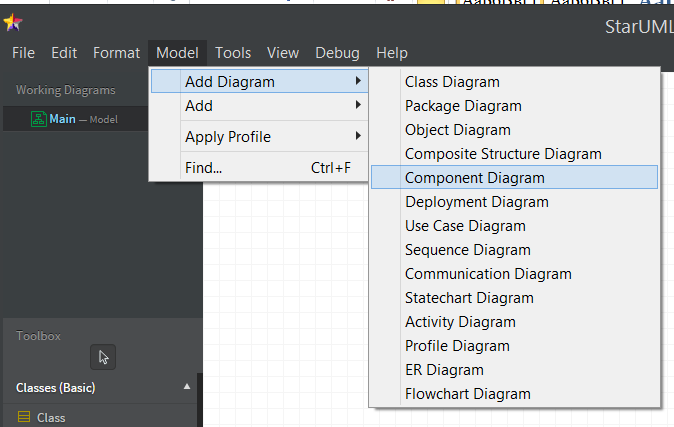 StarUML
File Edit Format Model Tools View Debug Help
Working Diagrams
Main — Model
Add Diagram
Add
Apply Profile
Find... Ctrl+F
Class Diagram
Package Diagram
Object Diagram
Composite Structure Diagram
Component Diagram
Deployment Diagram
Use Case Diagram
Sequence Diagram
Communication Diagram
Statechart Diagram
Activity Diagram
Profile Diagram
ER Diagram
Flowchart Diagram
Toolbox
Classes (Basic)
Class